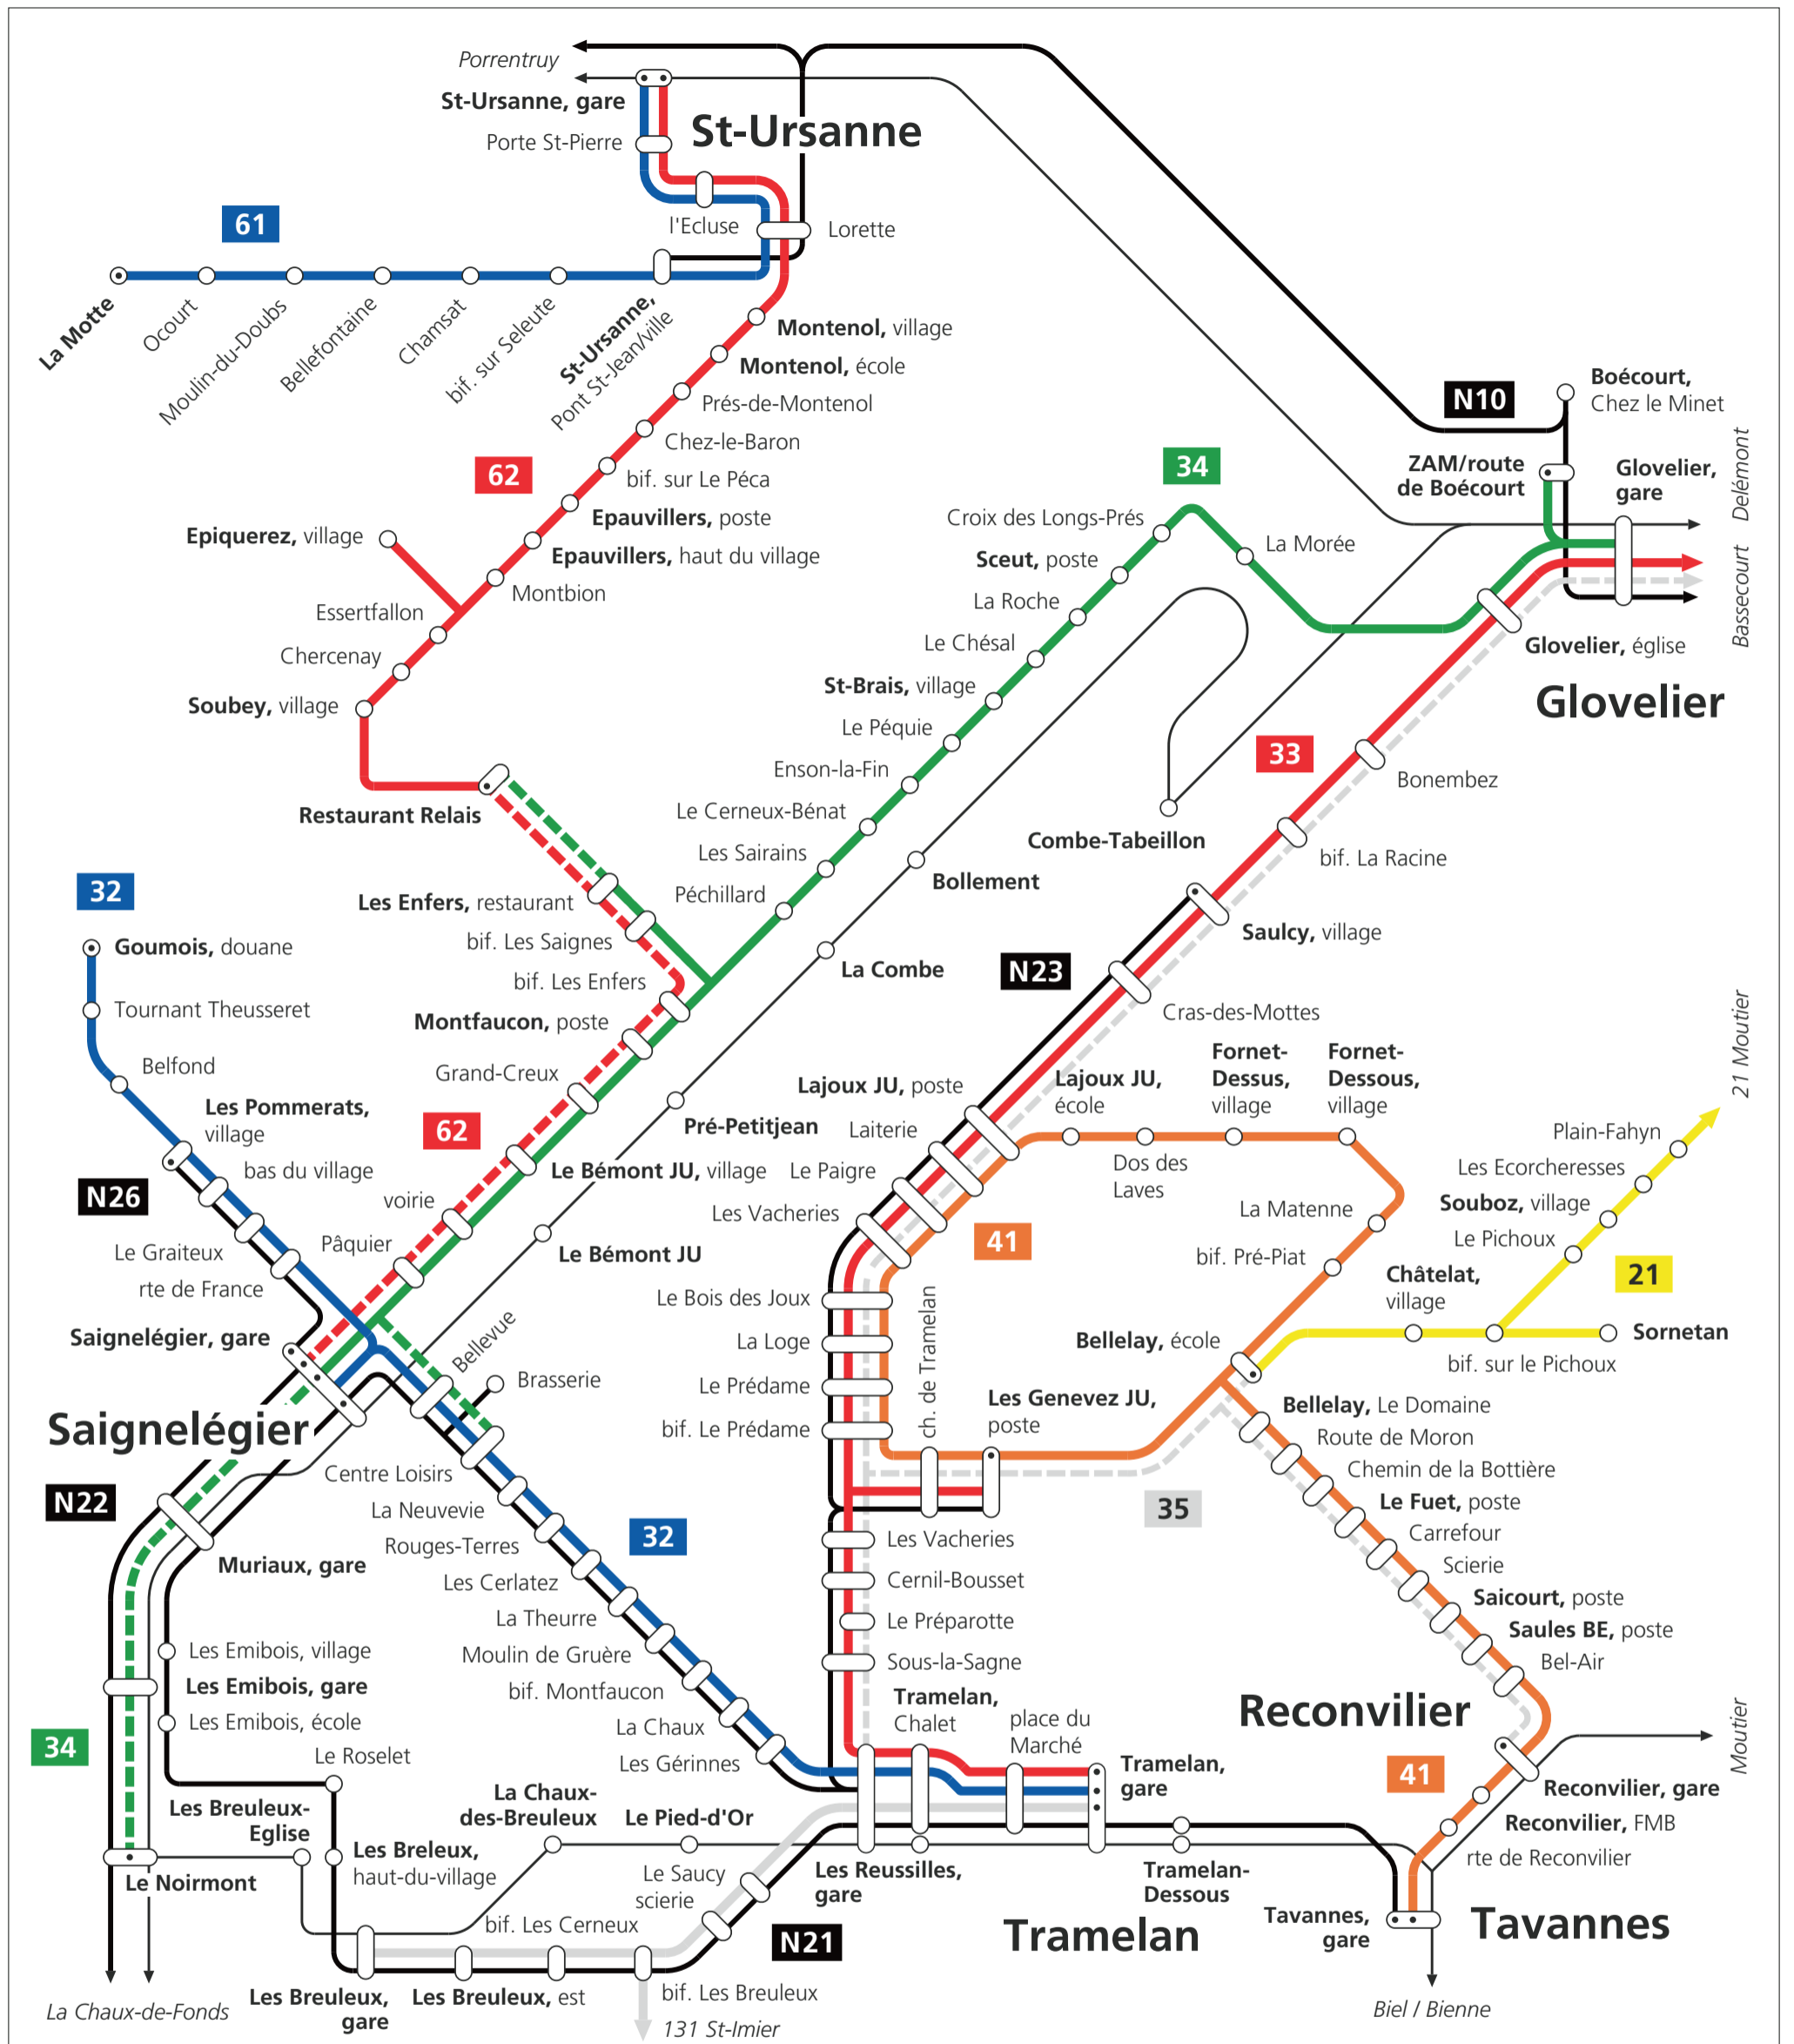 Porrentruy
St-Ursanne, gare
Porte St-Pierre
St-Ursanne
61
l'Ecluse
Lorette
La Motte
Ocourt
Moulin-du-Doubs
Bellefontaine
Chamsat
bif. sur Seleute
St-Ursanne,
Pont St-Jean/ville
Montenol, village
Montenol, école
Prés-de-Montenol
Chez-le-Baron
62
bif. sur Le Péca
Epauvillers, poste
Epauvillers, haut du village
Epiquerez, village
Montbion
Essertfallon
Chercenay
Soubey, village
Restaurant Relais
N10
Boécourt,
Chez le Minet
34
ZAM/route
de Boécourt
Glovelier,
gare
Delémont
Bassecourt
Croix des Longs-Prés
La Morée
Sceut, poste
La Roche
Le Chésal
St-Brais, village
Le Péquie
Enson-la-Fin
Le Cerneux-Bénat
Les Sairains
Péchillard
Glovelier, église
Glovelier
33
Bonembez
bif. La Racine
Combe-Tabeillon
Bollement
La Combe
Saulcy, village
N23
Cras-des-Mottes
32
Goumois, douane
Tournant Theusseret
Belfond
Les Pommerats,
village
bas du village
N26
Le Graiteux
rte de France
Saignelégier, gare
Les Enfers, restaurant
bif. Les Saignes
bif. Les Enfers
Montfaucon, poste
Grand-Creux
62
Le Bémont JU, village
voirie
Pâquier
Pré-Petitjean
Le Bémont JU
Lajoux JU, poste
Laiterie
Le Paigre
Les Vacheries
Lajoux JU,
école
Fornet-
Dessus,
village
Fornet-
Dessous,
village
Dos des
Laves
41
La Matenne
bif. Pré-Piat
21 Moutier
Plain-Fahyn
Les Ecorcheresses
Souboz, village
Le Pichoux
21
Châtelat,
village
Sornetan
bif. sur le Pichoux
Bellelay, école
Le Bois des Joux
La Loge
Le Prédame
bif. Le Prédame
ch. de Tramelan
Les Genevez JU,
poste
35
Bellelay, Le Domaine
Route de Moron
Chemin de la Bottière
Le Fuet, poste
Carrefour
Scierie
Saicourt, poste
Saules BE, poste
Bel-Air
Bellevue
Brasserie
Saignelégier
N22
Muriaux, gare
Centre Loisirs
La Neuvevie
Rouges-Terres
Les Cerlatez
La Theurre
Moulin de Gruère
bif. Montfaucon
La Chaux
Les Gérinnes
32
Les Vacheries
Cernil-Bousset
Le Préparotte
Sous-la-Sagne
Tramelan,
Chalet
place du
Marché
Tramelan,
gare
Les Emibois, village
Les Emibois, gare
Les Emibois, école
34
Le Roselet
Les Breuleux-
Eglise
Les Breleux,
haut-du-village
Le Noirmont
La Chaux-
des-Breuleux
Le Pied-d'Or
Le Saucy
scierie
bif. Les Cerneux
Les Reussilles,
gare
Tramelan-
Dessous
N21
Tramelan
Reconvilier
41
Moutier
Reconvilier, gare
Reconvilier, FMB
rte de Reconvilier
Tavannes,
gare
Tavannes
La Chaux-de-Fonds
Les Breuleux,
gare
Les Breuleux, est
bif. Les Breuleux
131 St-Imier
Biel / Bienne